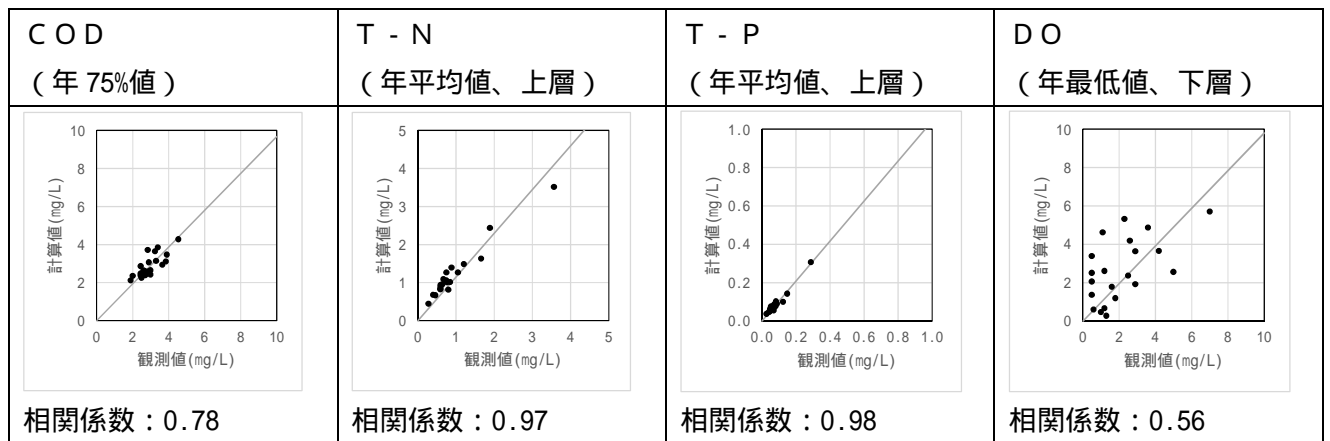 ＣＯＤ
（年 75%値）
Ｔ - Ｎ
（年平均値、上層）
Ｔ - Ｐ
（年平均値、上層）
ＤＯ
（年最低値、下層）
10
8
6
4
2
0
0 2 4 6 8 10
計算値(mg/L)
観測値(mg/L)
5
4
3
2
1
0
0 1 2 3 4 5
計算値(mg/L)
観測値(mg/L)
1.0
0.8
0.6
0.4
0.2
0.0
0.0 0.2 0.4 0.6 0.8 1.0
計算値(mg/L)
観測値(mg/L)
10
8
6
4
2
0
0 2 4 6 8 10
計算値(mg/L)
観測値(mg/L)
相関係数：0.78
相関係数：0.97
相関係数：0.98
相関係数：0.56